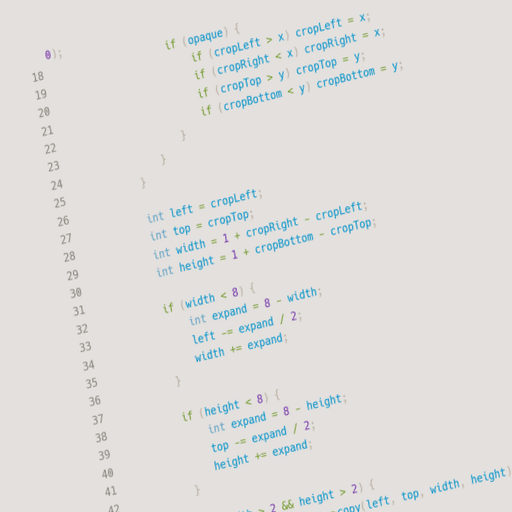 0);
18 if (opaque) {
19 if (cropLeft > x) cropLeft = x;
20 if (cropRight < x) cropRight = x;
21 if (cropTop > y) cropTop = y;
22 if (cropBottom < y) cropBottom = y;
23 }
24 }
25 }
26
27 int left = cropLeft;
28 int top = cropTop;
29 int width = 1 + cropRight - cropLeft;
30 int height = 1 + cropBottom - cropTop;
31
32 if (width < 8) {
33 int expand = 8 - width;
34 left -= expand / 2;
35 width += expand;
36 }
37
38 if (height < 8) {
39 int expand = 8 - height;
40 top -= expand / 2;
41 height += expand;
42 }
> 2 && height > 2) {
copy(left, top, width, height)